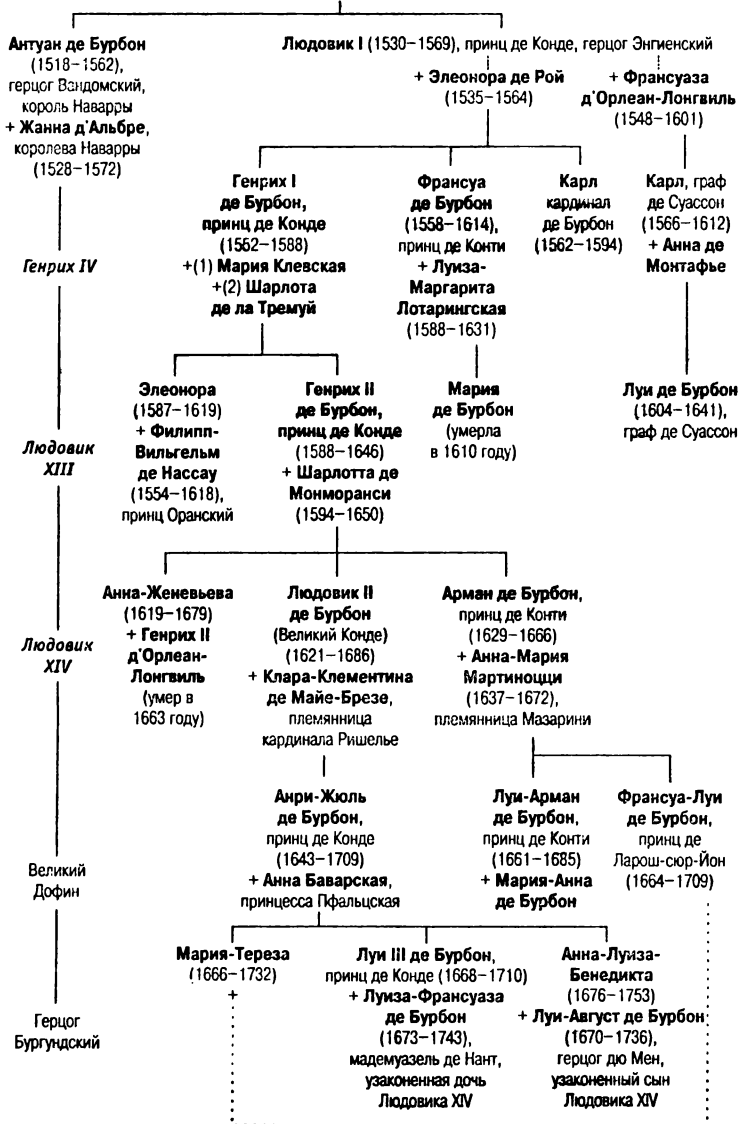 Антуан де Бурбон
(1518–1562),
герцог Вандомский,
король Наварры
+ Жанна д'Альбре,
королева Наварры
(1528–1572)
Людовик I (1530–1569), принц де Конде, герцог Энгиенский
+ Элеонора де Рой
(1535–1564)
+ Франсуаза
д'Орлеан-Лонгвиль
(1548–1601)
Генрих IV
Генрих I
де Бурбон,
принц де Конде
(1552–1588)
+(1) Мария Клевская
+(2) Шарлота
де ла Тремуй
Франсуа
де Бурбон
(1558–1614),
принц де Конти
+ Луиза-
Маргарита
Лотарингская
(1588–1631)
Карл
кардинал
де Бурбон
(1562–1594)
Карл, граф
де Суассон
(1566–1612)
+ Анна де
Монтафье
Людовик
XIII
Элеонора
(1587–1619)
+ Филипп-
Вильгельм
де Нассау
(1554–1618),
принц Оранский
Генрих II
де Бурбон,
принц де Конде
(1588–1646)
+ Шарлотта де
Монморанси
(1594–1650)
Мария
де Бурбон
(умерла
в 1610 году)
Луи де Бурбон
(1604–1641),
граф де Суассон
Людовик
XIV
Анна-Женевьева
(1619–1679)
+ Генрих II
д'Орлеан-
Лонгвиль
(умер в
1663 году)
Людовик II
де Бурбон
(Великий Конде)
(1621–1686)
+ Клара-Клементина
де Майе-Брезе,
племянница
кардинала Ришелье
Арман де Бурбон,
принц де Конти
(1629–1666)
+ Анна-Мария
Мартиноцци
(1637–1672),
племянница Мазарини
Великий
Дофин
Анри-Жюль
де Бурбон,
принц де Конде
(1643–1709)
+ Анна Баварская,
принцесса Пфальцская
Луи-Арман
де Бурбон,
принц де Конти
(1661–1685)
+ Мария-Анна
де Бурбон
Франсуа-Луи
де Бурбон,
принц де
Ларош-сюр-Йон
(1664–1709)
Герцог
Бургундский
Мария-Тереза
(1666–1732)
+
Луи III де Бурбон,
принц де Конде (1668–1710)
+ Луиза-Франсуаза
де Бурбон
(1673–1743),
мадемуазель де Нант,
узаконенная дочь
Людовика XIV
Анна-Луиза-
Бенедикта
(1676–1753)
+ Луи-Август де Бурбон
(1670–1736),
герцог дю Мен,
узаконенный сын
Людовика XIV